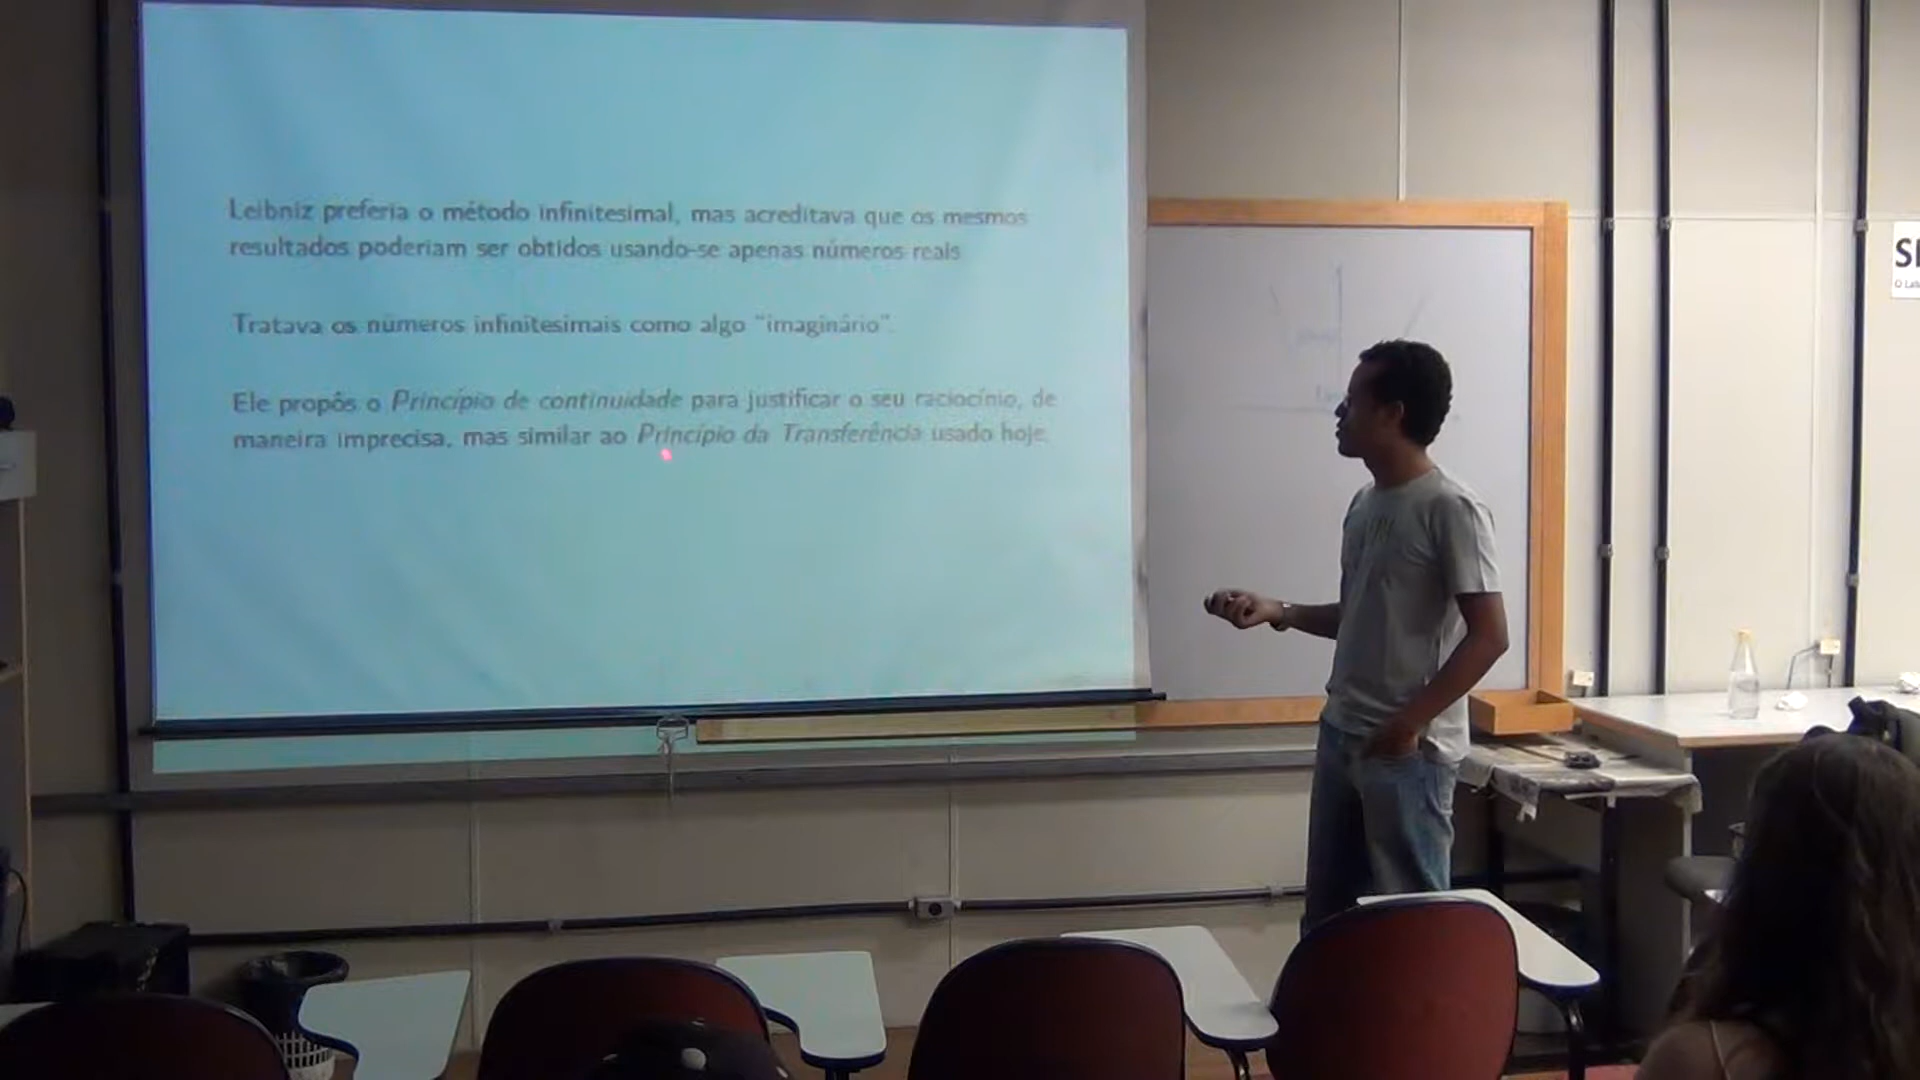 Leibniz preferia o método infinitesimal, mas acreditava que os mesmos
resultados poderiam ser obtidos usando-se apenas números reais
Tratava os números infinitesimais como algo "imaginário".
Ele propôs o Princípio de continuidade para justificar o seu raciocínio, de
maneira imprecisa, mas similar ao Princípio da Transferência usado hoje.